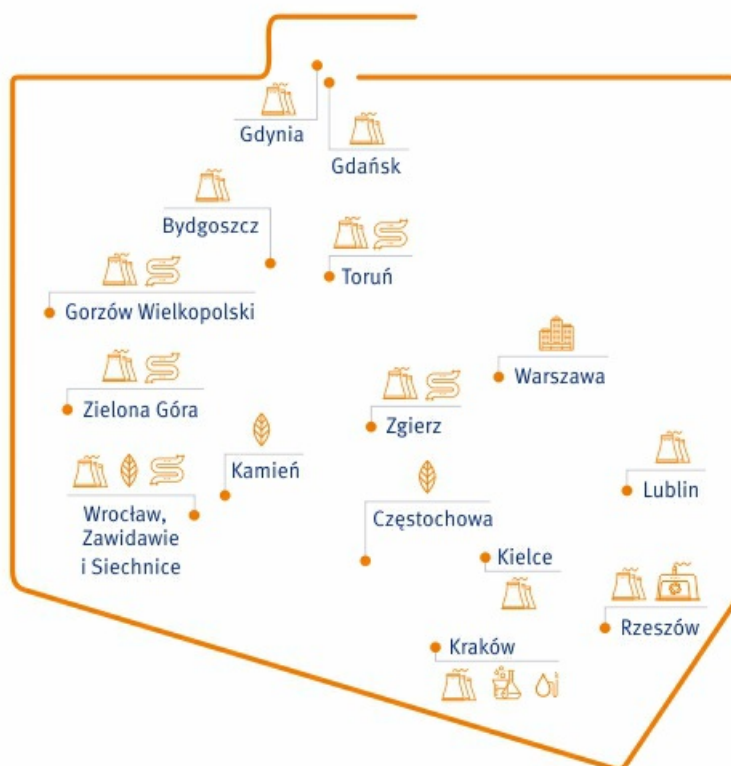 Gdynia
Gdańsk
Bydgoszcz
Toruń
Gorzów Wielkopolski
Warszawa
Zielona Góra
Zgierz
Kamień
Lublin
Wrocław,
Zawidawie
i Siechnice
Częstochowa
Kielce
Rzeszów
Kraków